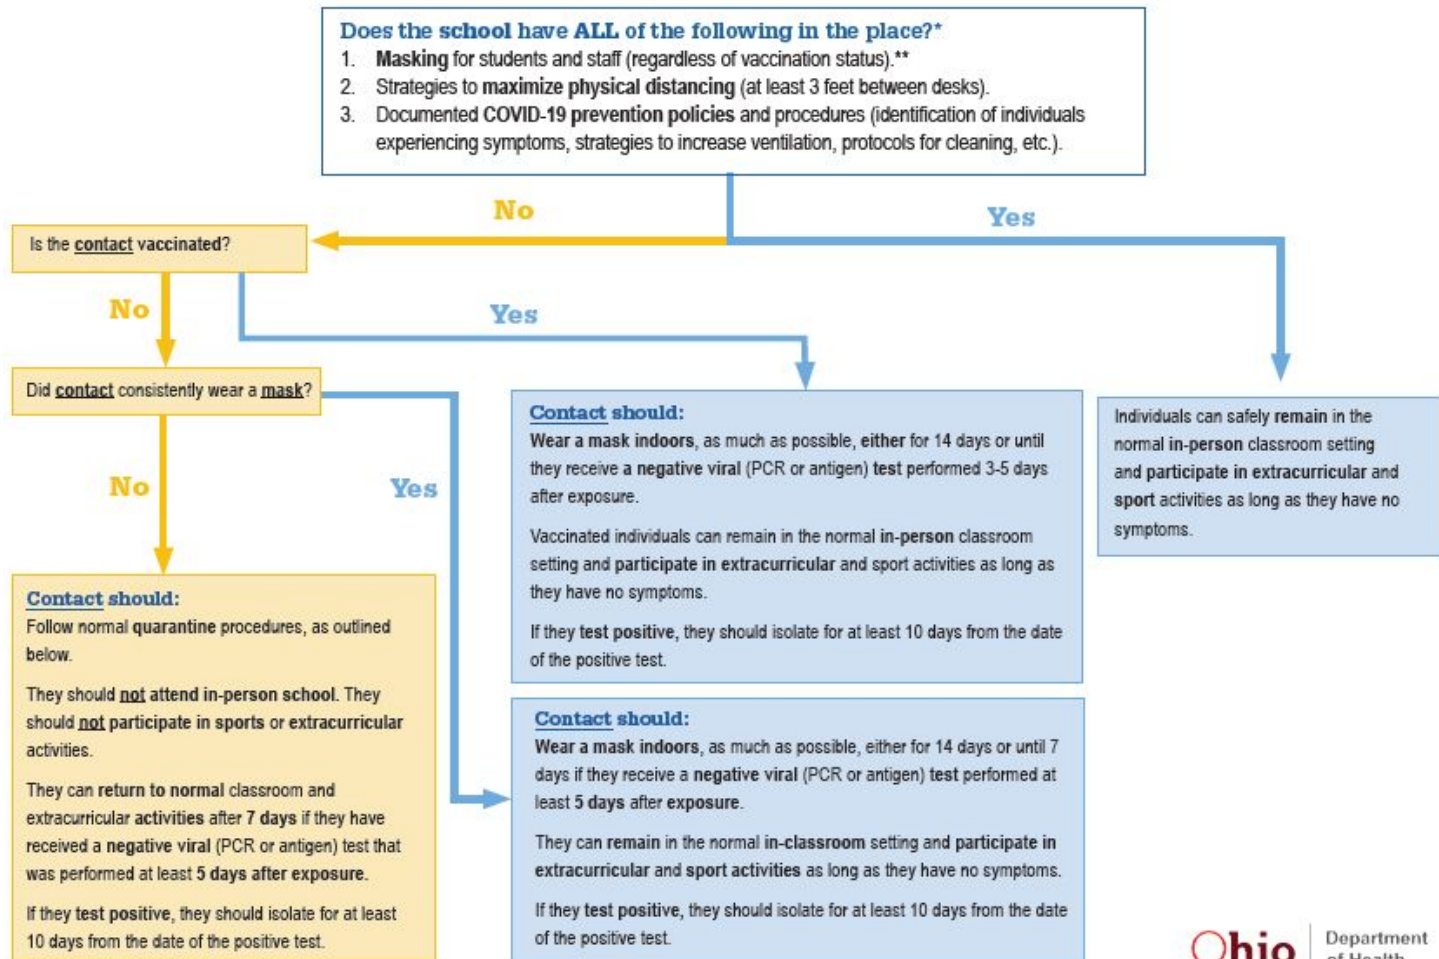 Does the school have ALL of the following in the place?*
1. Masking for students and staff (regardless of vaccination status).**
2. Strategies to maximize physical distancing (at least 3 feet between desks).
3. Documented COVID-19 prevention policies and procedures (identification of individuals
experiencing symptoms, strategies to increase ventilation, protocols for cleaning, etc.).
No
Yes
Is the contact vaccinated?
No
Yes
Did contact consistently wear a mask?
No
Yes
Contact should:
Wear a mask indoors, as much as possible, either for 14 days or until
they receive a negative viral (PCR or antigen) test performed 3-5 days
after exposure.
Vaccinated individuals can remain in the normal in-person classroom
setting and participate in extracurricular and sport activities as long as
they have no symptoms.
If they test positive, they should isolate for at least 10 days from the date
of the positive test.
Individuals can safely remain in the
normal in-person classroom setting
and participate in extracurricular and
sport activities as long as they have no
symptoms.
Contact should:
Follow normal quarantine procedures, as outlined
below.
They should not attend in-person school. They
should not participate in sports or extracurricular
activities.
They can return to normal classroom and
extracurricular activities after 7 days if they have
received a negative viral (PCR or antigen) test that
was performed at least 5 days after exposure.
If they test positive, they should isolate for at least
10 days from the date of the positive test.
Contact should:
Wear a mask indoors, as much as possible, either for 14 days or until 7
days if they receive a negative viral (PCR or antigen) test performed at
least 5 days after exposure.
They can remain in the normal in-classroom setting and participate in
extracurricular and sport activities as long as they have no symptoms.
If they test positive, they should isolate for at least 10 days from the date
of the positive test.
Ohio
Department
of Health